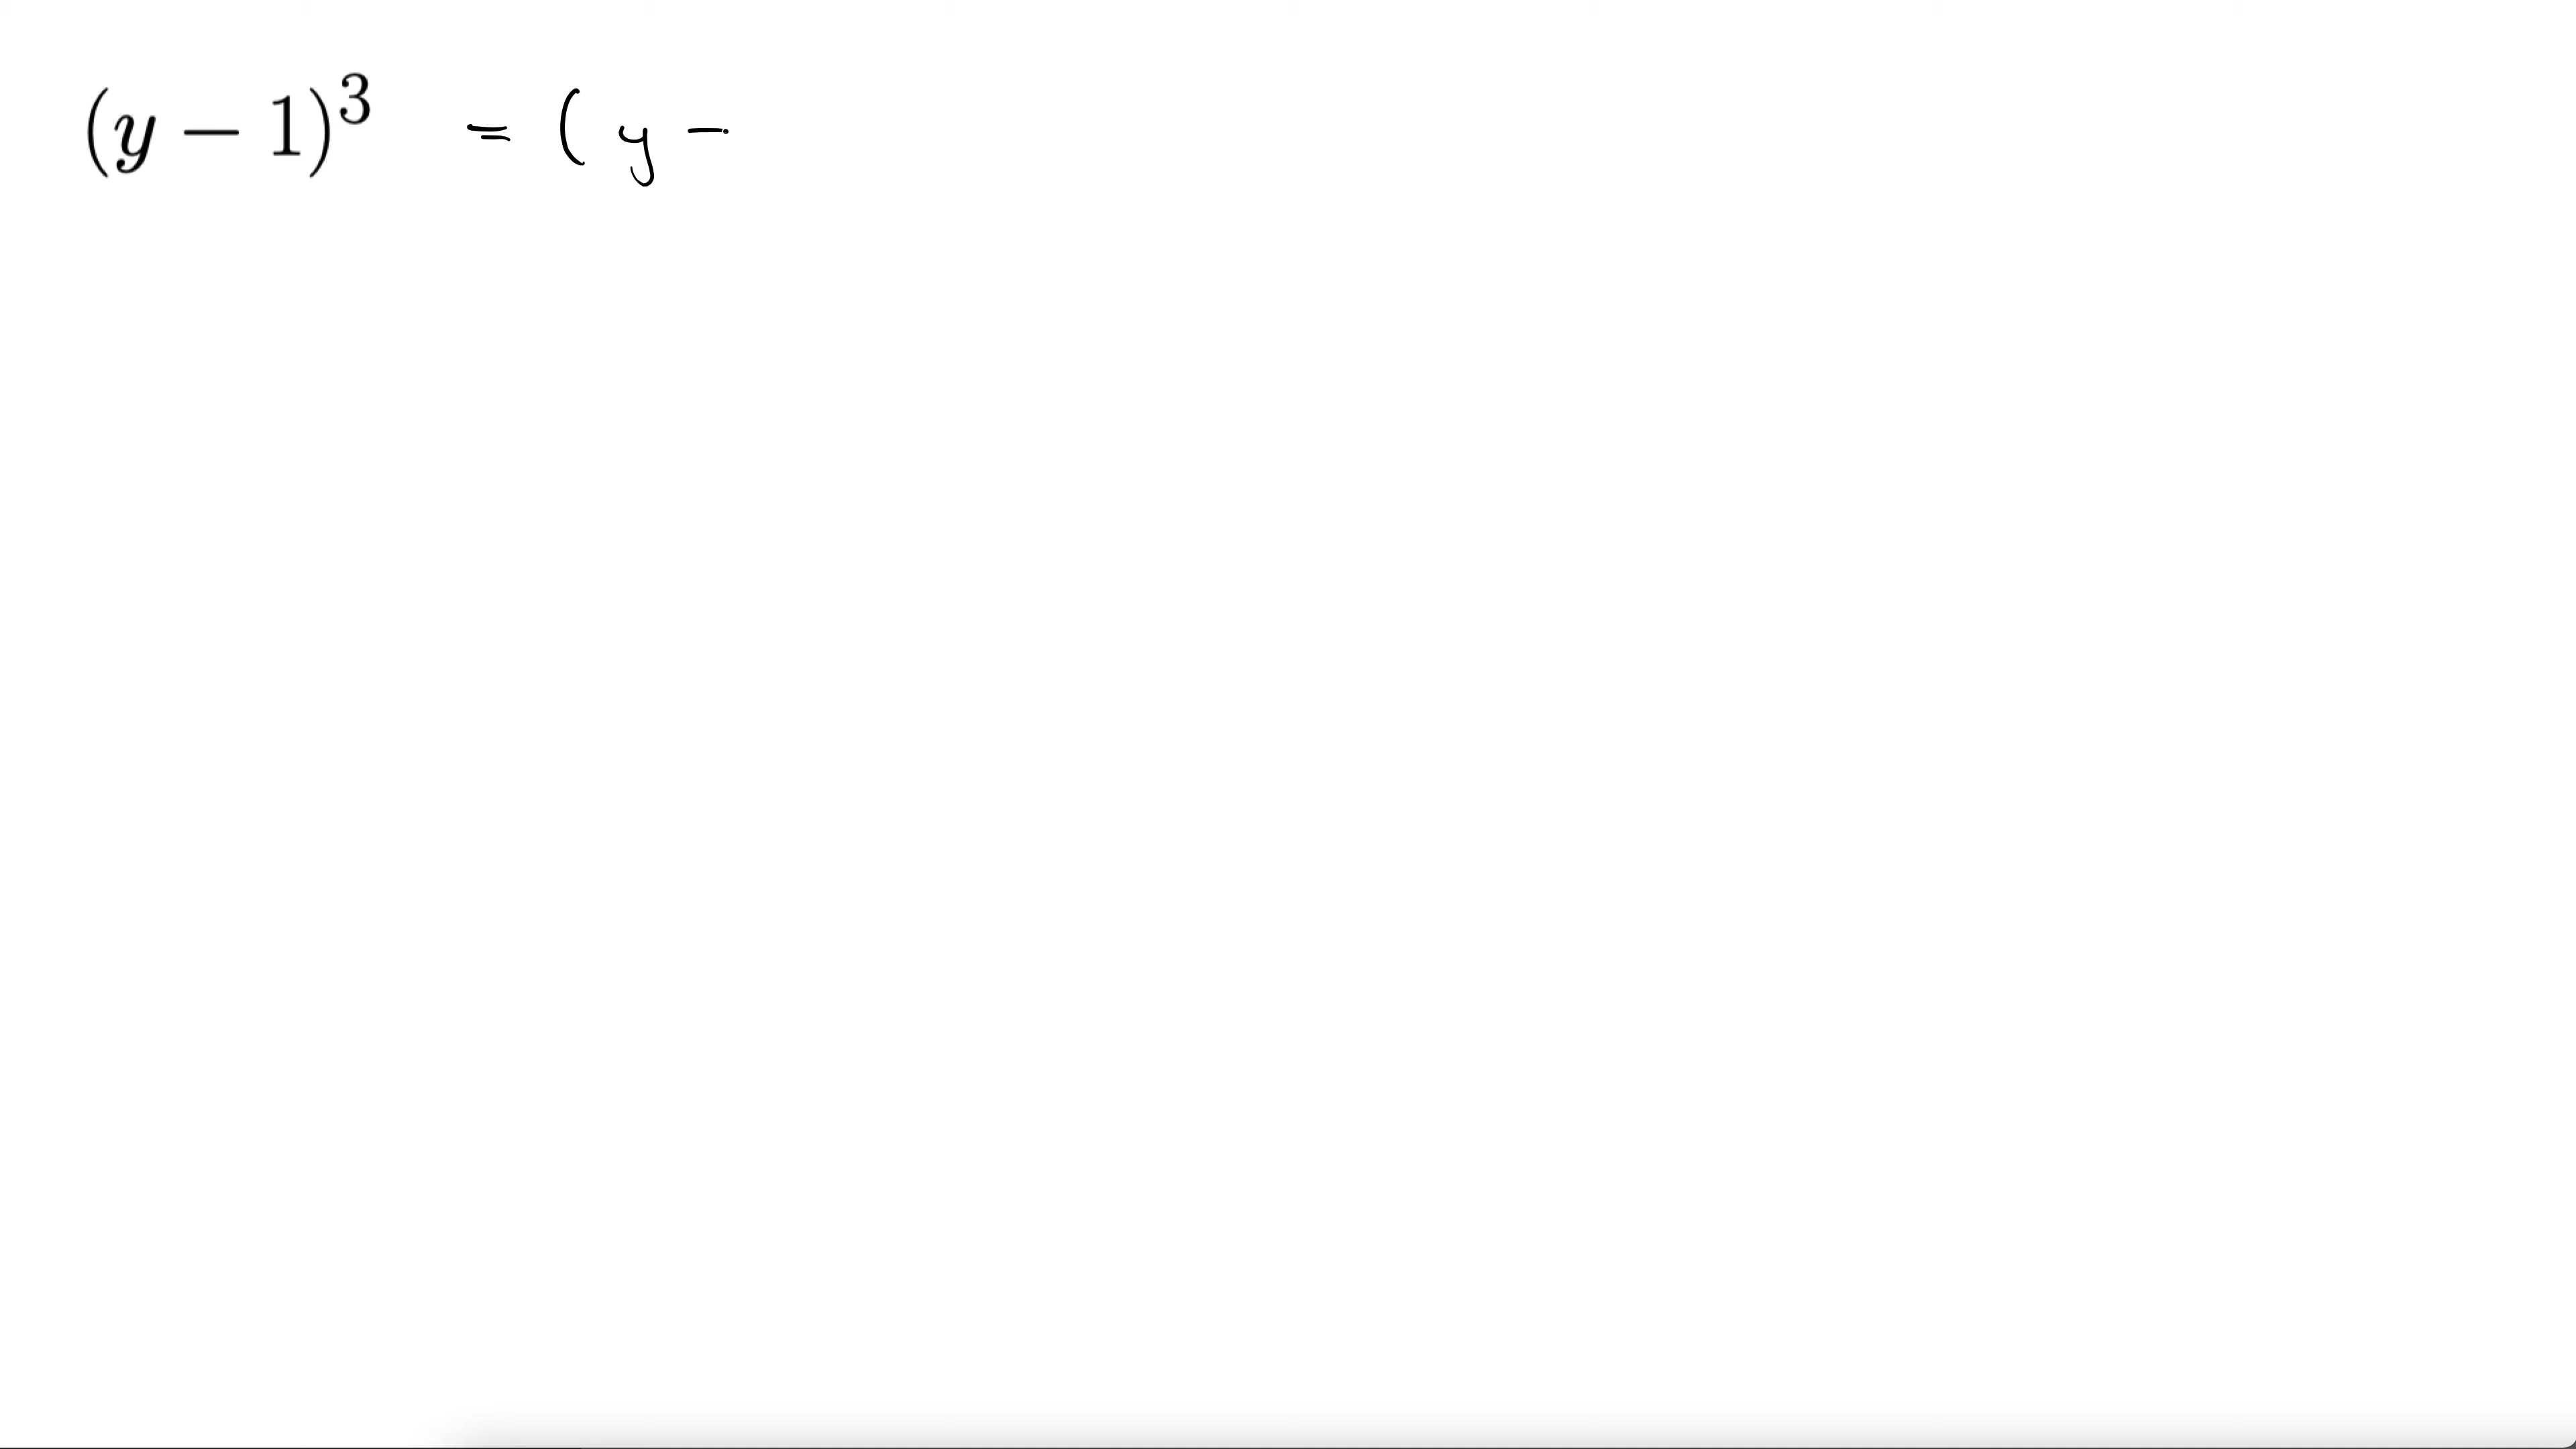 (y − 1)³ = ( y −